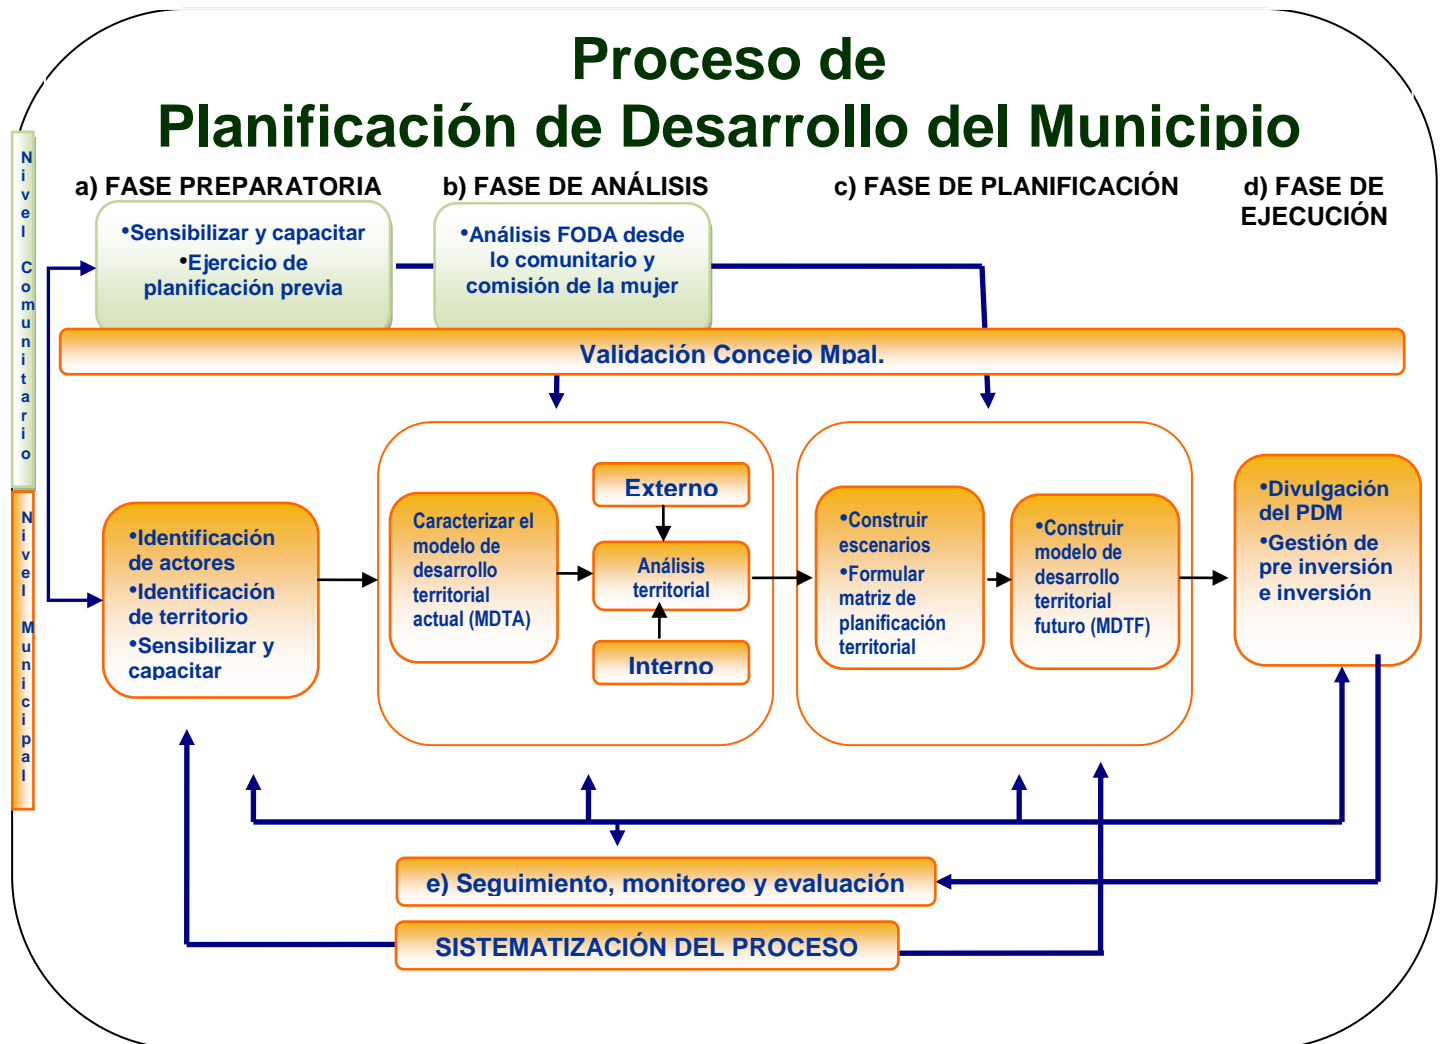 Proceso de
Planificación de Desarrollo del Municipio
Nivel Comunitario
Nivel Municipal
a) FASE PREPARATORIA
b) FASE DE ANÁLISIS
c) FASE DE PLANIFICACIÓN
d) FASE DE
EJECUCIÓN
•Sensibilizar y capacitar
•Ejercicio de
planificación previa
•Análisis FODA desde
lo comunitario y
comisión de la mujer
Validación Concejo Mpal.
•Identificación
de actores
•Identificación
de territorio
•Sensibilizar y
capacitar
Caracterizar el
modelo de
desarrollo
territorial
actual (MDTA)
Externo
Análisis
territorial
Interno
•Construir
escenarios
•Formular
matriz de
planificación
territorial
•Construir
modelo de
desarrollo
territorial
futuro (MDTF)
•Divulgación
del PDM
•Gestión de
pre inversión
e inversión
e) Seguimiento, monitoreo y evaluación
SISTEMATIZACIÓN DEL PROCESO